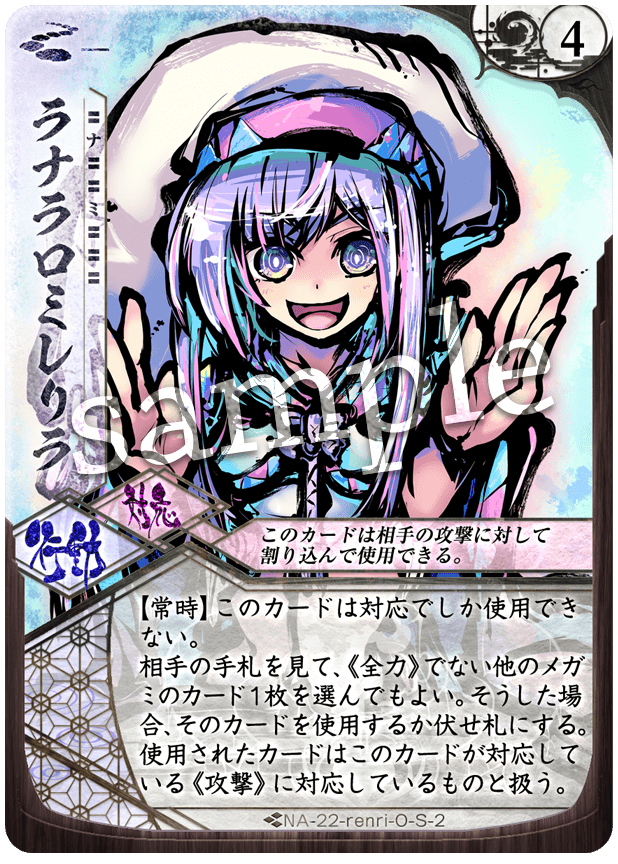 4
ラナラロミレリラ
ナ ミ
sample
行動
対応
このカードは相手の攻撃に対して
割り込んで使用できる。
【常時】このカードは対応でしか使用でき
ない。
相手の手札を見て、《全力》でない他のメガ
ミのカード1枚を選んでもよい。そうした場
合、そのカードを使用するか伏せ札にする。
使用されたカードはこのカードが対応して
いる《攻撃》に対応しているものと扱う。
NA-22-renri-O-S-2